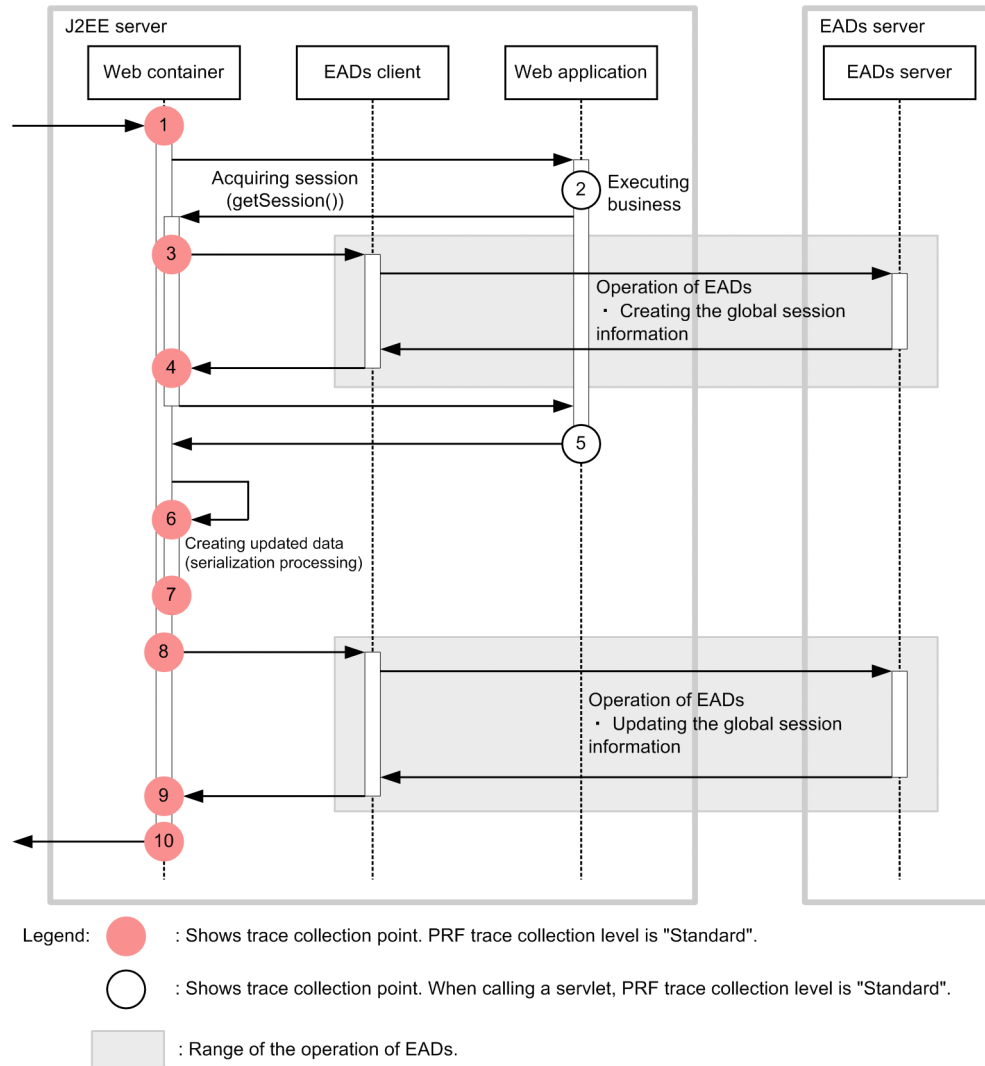 J2EE server
EADs server
Web container
EADs client
Web application
EADs server
1
Acquiring session
(getSession())
2
Executing
business
3
Operation of EADs
・ Creating the global session
information
4
5
6
Creating updated data
(serialization processing)
7
8
Operation of EADs
・ Updating the global session
information
9
10
Legend:
: Shows trace collection point. PRF trace collection level is "Standard".
: Shows trace collection point. When calling a servlet, PRF trace collection level is "Standard".
: Range of the operation of EADs.